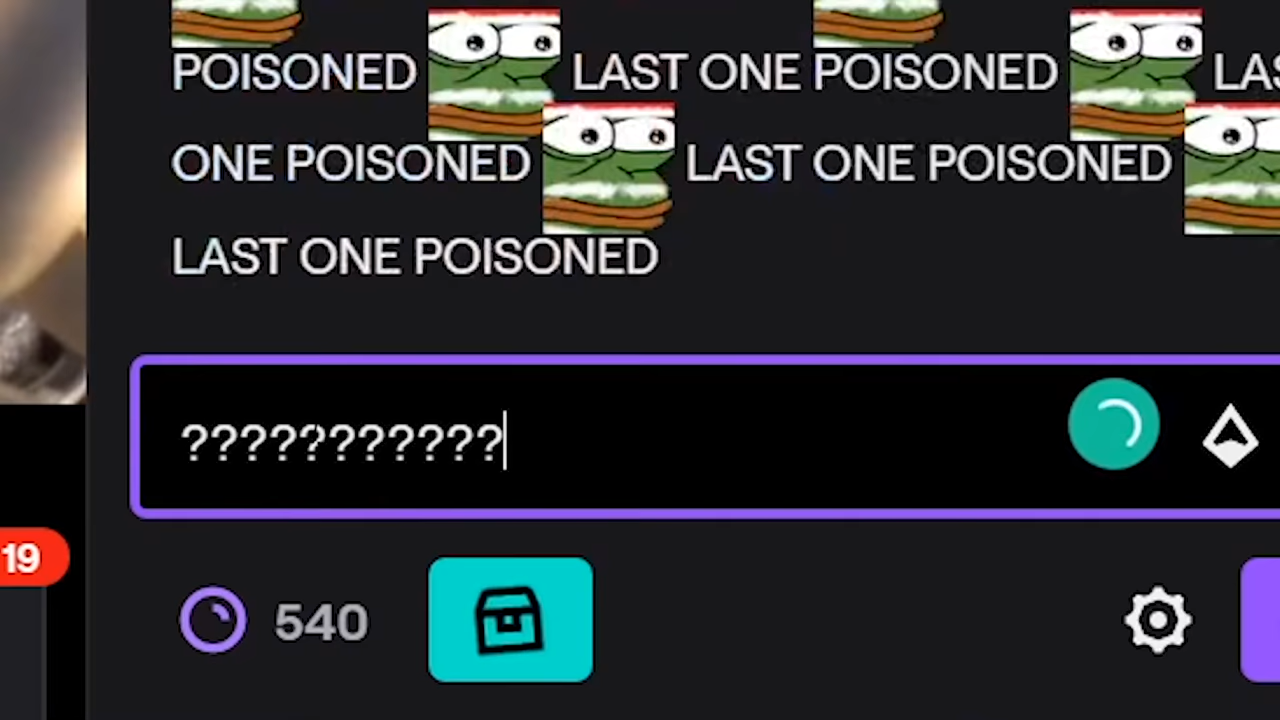 POISONED LAST ONE POISONED
ONE POISONED LAST ONE POISONED
LAST ONE POISONED
???????????
19
540